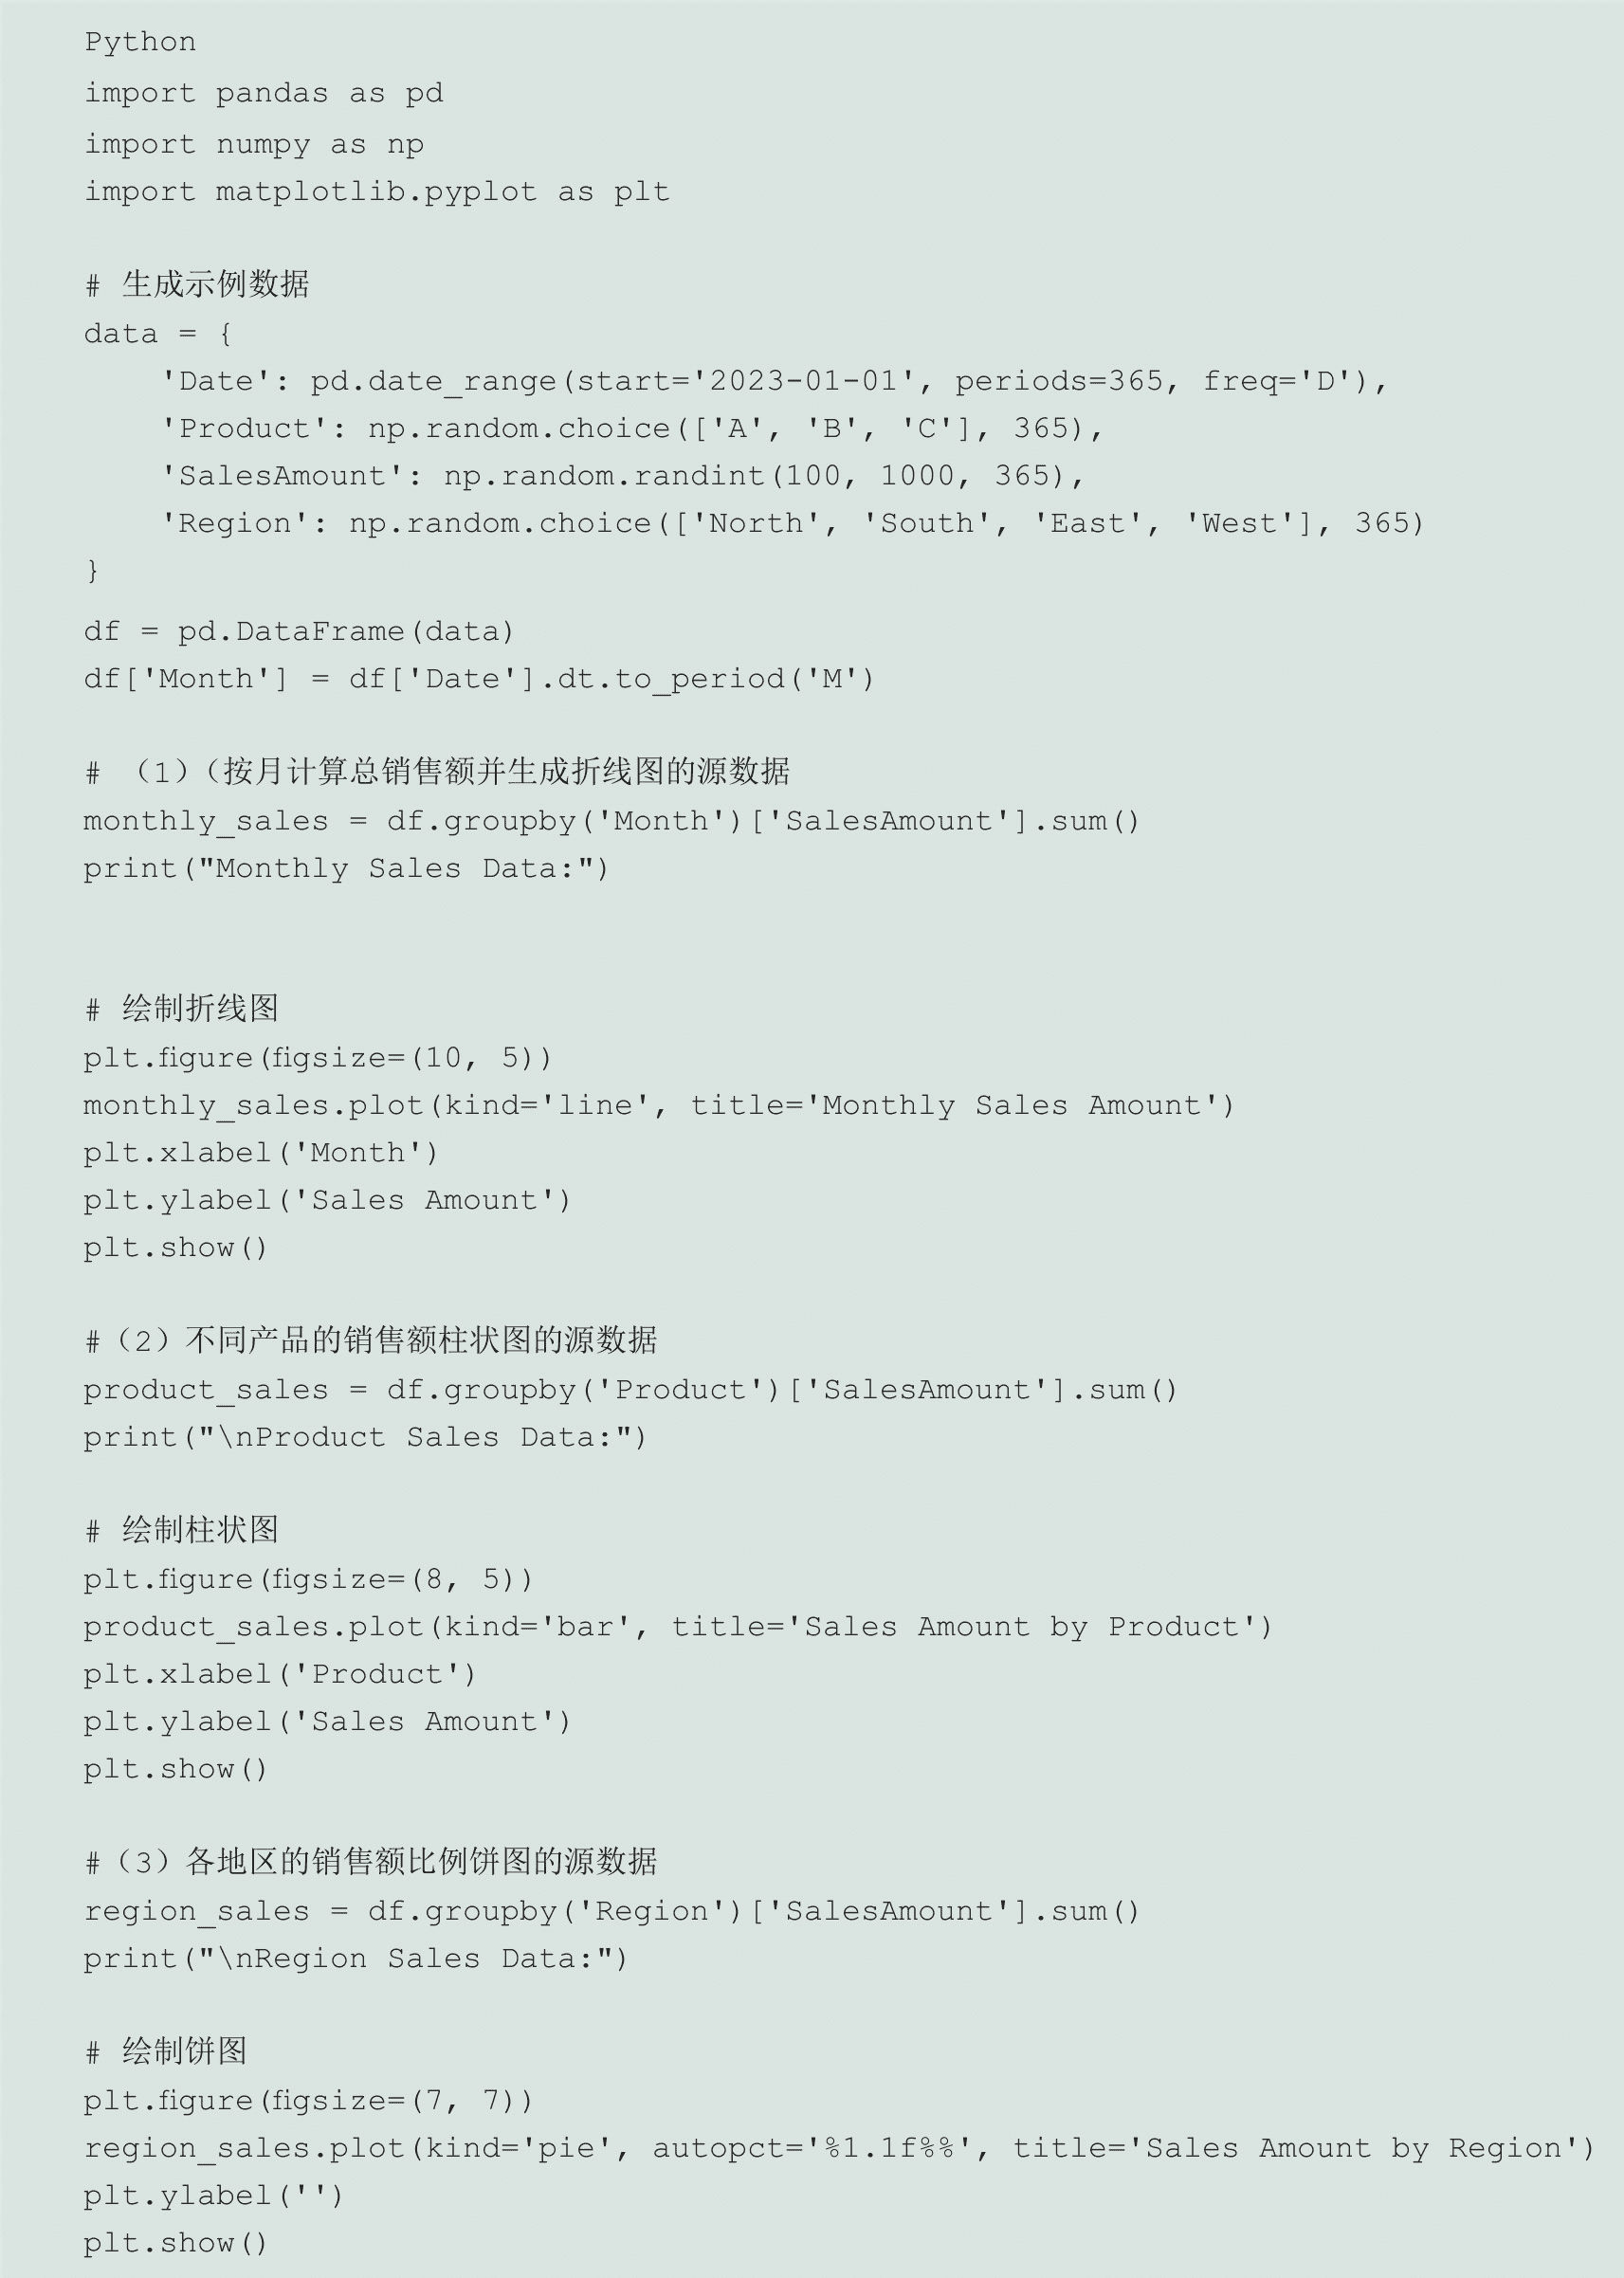 Python
import pandas as pd
import numpy as np
import matplotlib.pyplot as plt
# 生成示例数据
data = {
    'Date': pd.date_range(start='2023-01-01', periods=365, freq='D'),
    'Product': np.random.choice(['A', 'B', 'C'], 365),
    'SalesAmount': np.random.randint(100, 1000, 365),
    'Region': np.random.choice(['North', 'South', 'East', 'West'], 365)
}
df = pd.DataFrame(data)
df['Month'] = df['Date'].dt.to_period('M')
# （1）（按月计算总销售额并生成折线图的源数据
monthly_sales = df.groupby('Month')['SalesAmount'].sum()
print("Monthly Sales Data:")
# 绘制折线图
plt.figure(figsize=(10, 5))
monthly_sales.plot(kind='line', title='Monthly Sales Amount')
plt.xlabel('Month')
plt.ylabel('Sales Amount')
plt.show()
#（2）不同产品的销售额柱状图的源数据
product_sales = df.groupby('Product')['SalesAmount'].sum()
print("\nProduct Sales Data:")
# 绘制柱状图
plt.figure(figsize=(8, 5))
product_sales.plot(kind='bar', title='Sales Amount by Product')
plt.xlabel('Product')
plt.ylabel('Sales Amount')
plt.show()
#（3）各地区的销售额比例饼图的源数据
region_sales = df.groupby('Region')['SalesAmount'].sum()
print("\nRegion Sales Data:")
# 绘制饼图
plt.figure(figsize=(7, 7))
region_sales.plot(kind='pie', autopct='%1.1f%%', title='Sales Amount by Region')
plt.ylabel('')
plt.show()